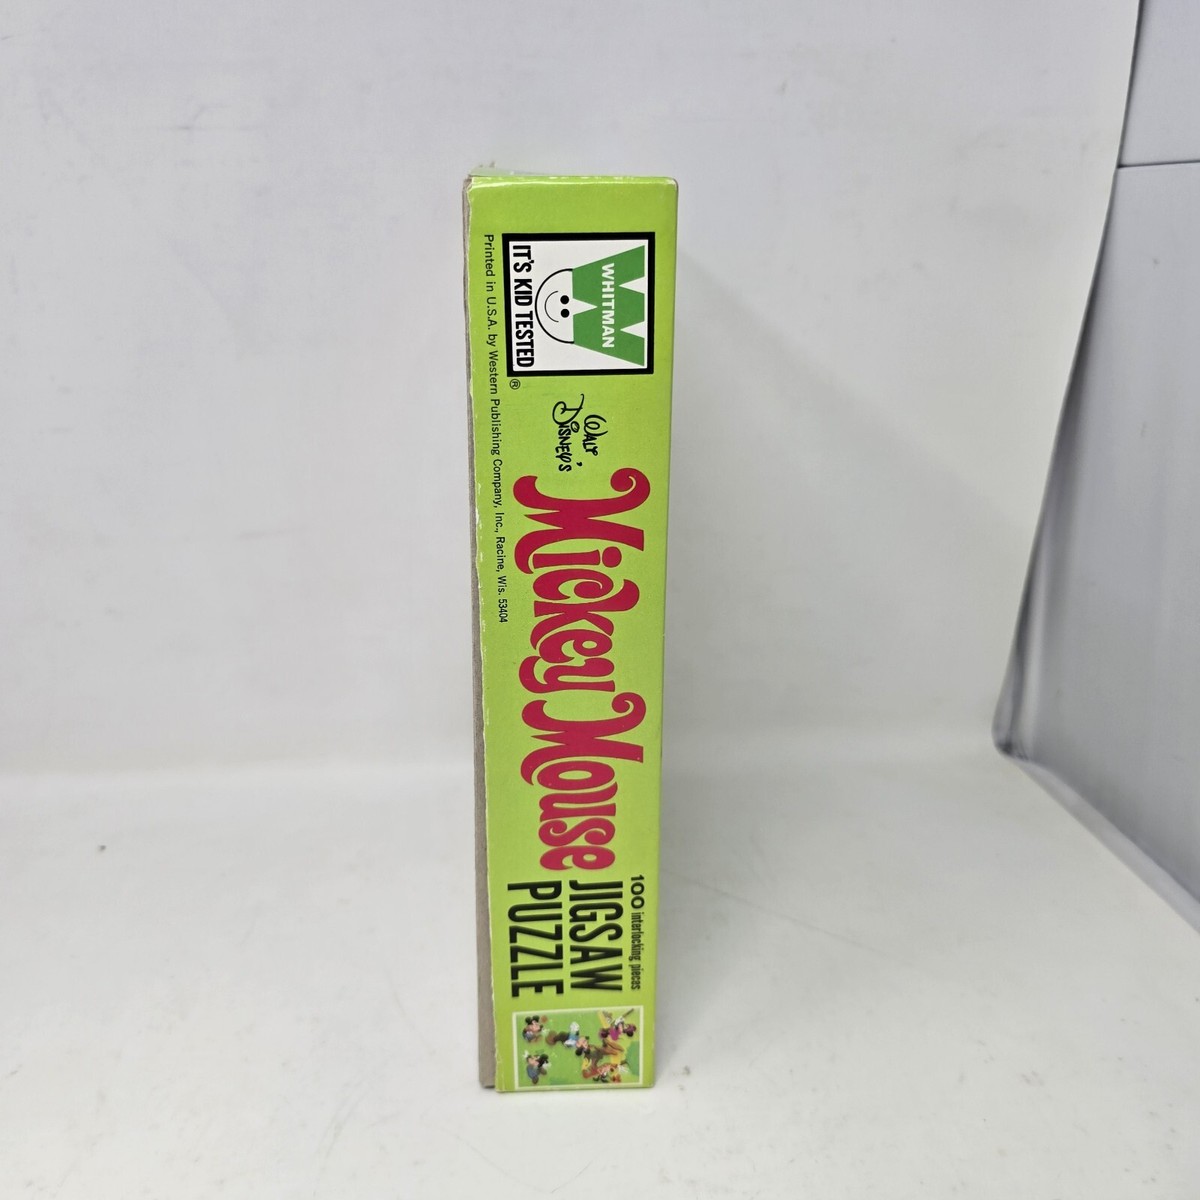 WHITMAN
IT'S KID TESTED
®
Printed in U.S.A. by Western Publishing Company, Inc., Racine, Wis. 53404
WALT
DISNEY'S
Mickey Mouse
100 interlocking pieces
JIGSAW
PUZZLE